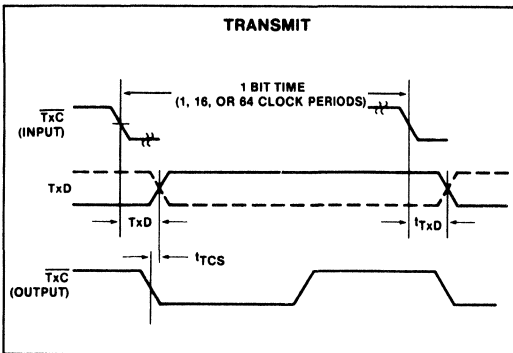 TRANSMIT
1 BIT TIME
(1, 16, OR 64 CLOCK PERIODS)
TxC
(INPUT)
TxD
TxD
tTxD
tTCS
TxC
(OUTPUT)